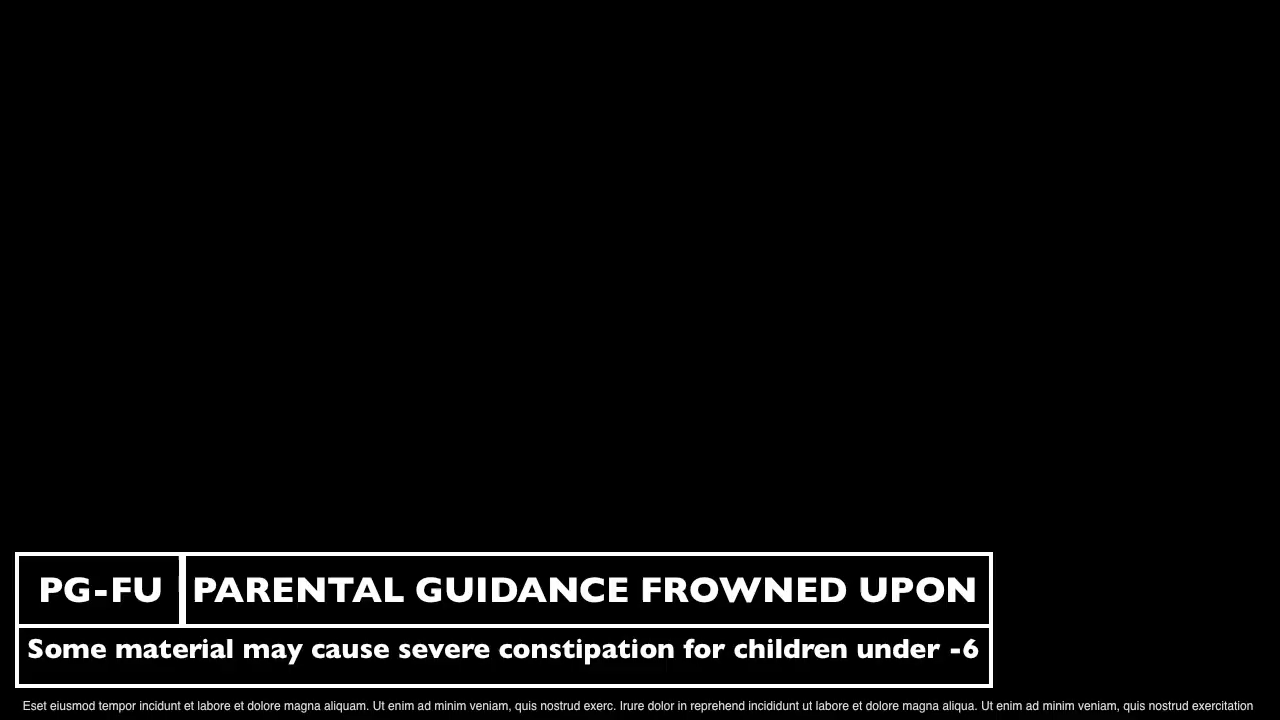 PG-FU PARENTAL GUIDANCE FROWNED UPON
Some material may cause severe constipation for children under -6
Eset eiusmod tempor incidunt et labore et dolore magna aliquam. Ut enim ad minim veniam, quis nostrud exerc. Irure dolor in reprehend incididunt ut labore et dolore magna aliqua. Ut enim ad minim veniam, quis nostrud exercitation